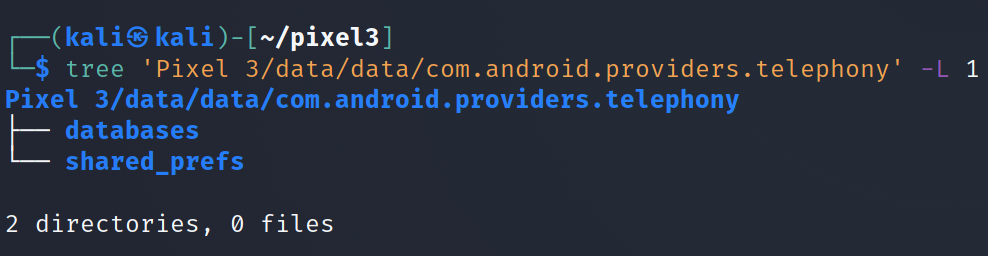 ┌──(kali㉿kali)-[~/pixel3]
└─$ tree 'Pixel 3/data/data/com.android.providers.telephony' -L 1
Pixel 3/data/data/com.android.providers.telephony
├── databases
└── shared_prefs
2 directories, 0 files